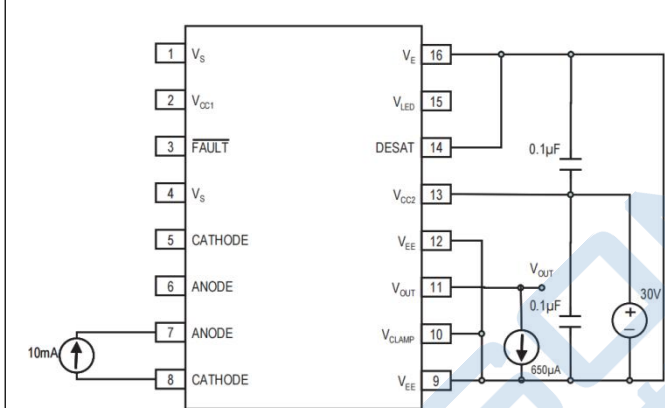 1 VS
2 VCC1
3 FAULT
4 VS
5 CATHODE
6 ANODE
7 ANODE
8 CATHODE
10mA
VE 16
VLED 15
DESAT 14
VCC2 13
VEE 12
VOUT 11
VCLAMP 10
VEE 9
0.1µF
VOUT
0.1µF
30V
650µA